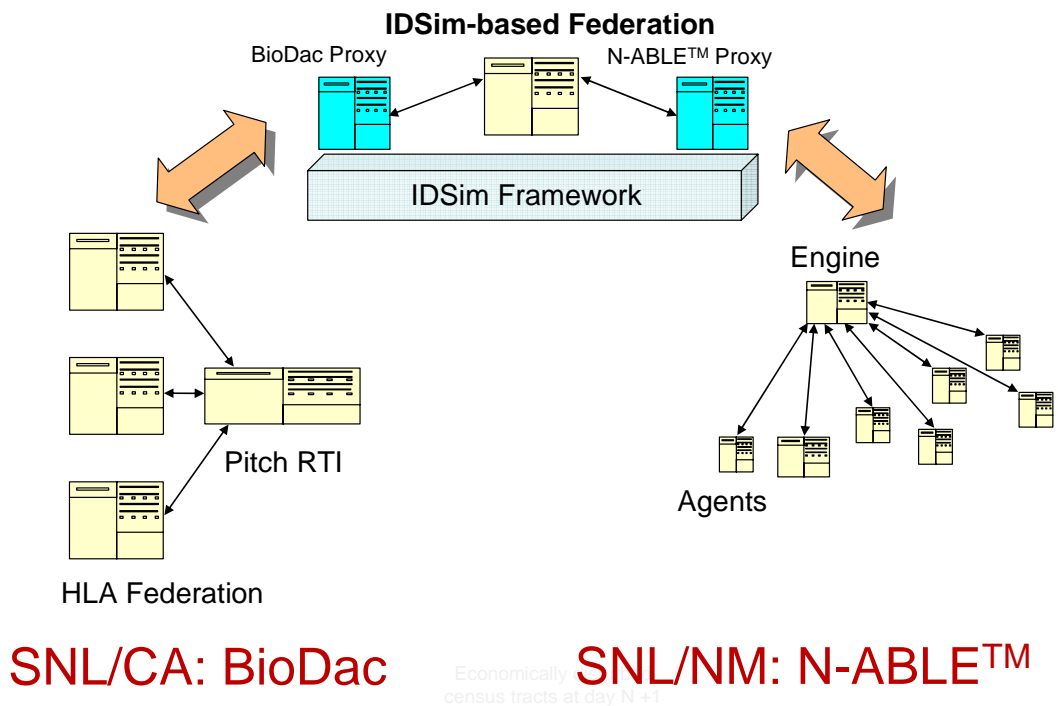 IDSim-based Federation
BioDac Proxy
N-ABLE™ Proxy
IDSim Framework
Engine
Pitch RTI
Agents
HLA Federation
SNL/CA: BioDac
SNL/NM: N-ABLE™
Economically
census tracts at day N +1